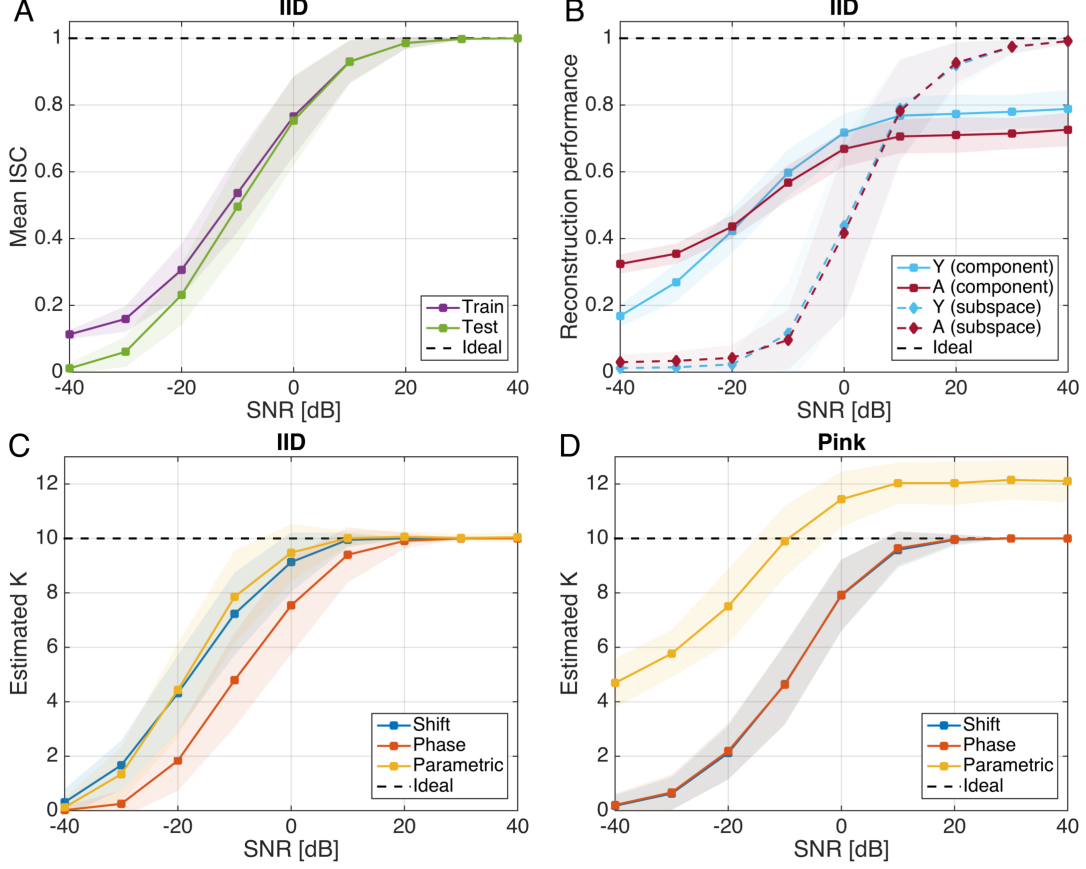 A
IID
1
0.8
0.6
0.4
0.2
0
Mean ISC
-40
-20
0
20
40
SNR [dB]
Train
Test
Ideal
B
IID
1
0.8
0.6
0.4
0.2
0
Reconstruction performance
-40
-20
0
20
40
SNR [dB]
Y (component)
A (component)
Y (subspace)
A (subspace)
Ideal
C
IID
12
10
8
6
4
2
0
Estimated K
-40
-20
0
20
40
SNR [dB]
Shift
Phase
Parametric
Ideal
D
Pink
12
10
8
6
4
2
0
Estimated K
-40
-20
0
20
40
SNR [dB]
Shift
Phase
Parametric
Ideal